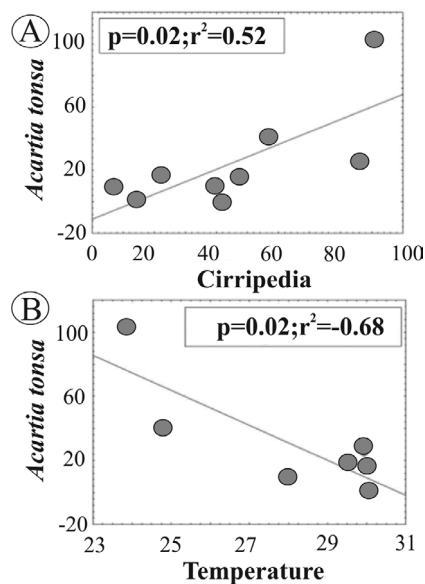 A
p=0.02;r²=0.52
Acartia tonsa
100
60
20
-20
0 20 40 60 80 100
Cirripedia
B
p=0.02;r²=-0.68
Acartia tonsa
100
60
20
-20
23 25 27 29 31
Temperature